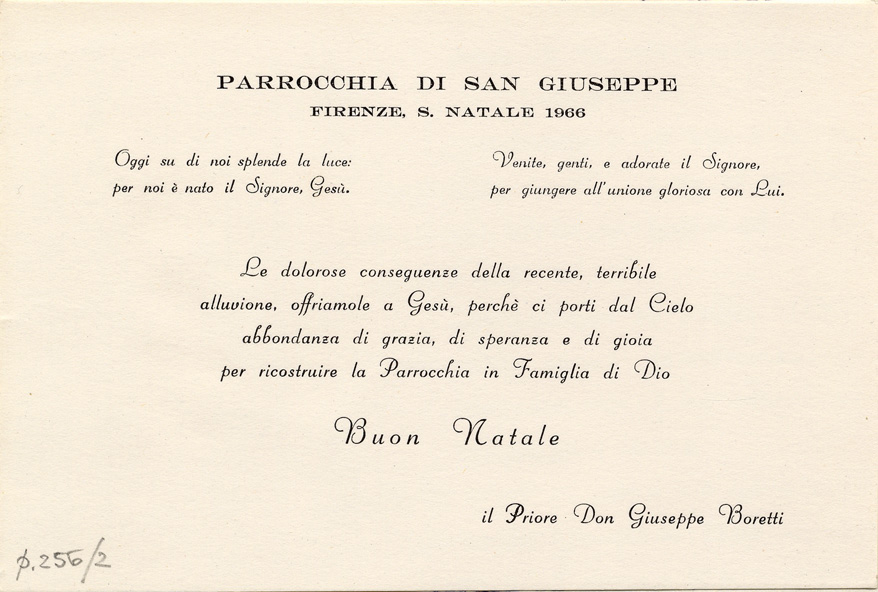 PARROCCHIA DI SAN GIUSEPPE
FIRENZE, S. NATALE 1966
Oggi su di noi splende la luce:
per noi è nato il Signore, Gesù.
Venite, genti, e adorate il Signore,
per giungere all'unione gloriosa con Lui.
Le dolorose conseguenze della recente, terribile
alluvione, offriamole a Gesù, perchè ci porti dal Cielo
abbondanza di grazia, di speranza e di gioia
per ricostruire la Parrocchia in Famiglia di Dio
Buon Natale
il Priore Don Giuseppe Boretti
p.256/2